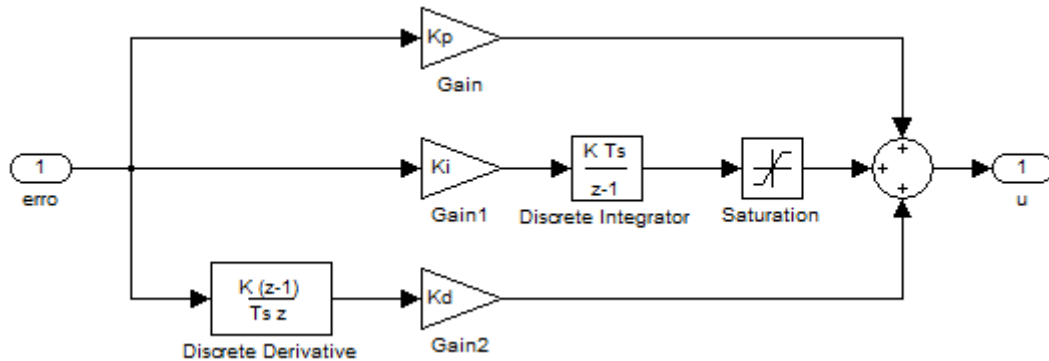 Kp
Gain
1
erro
Ki
Gain1
K Ts
z-1
Discrete Integrator
Saturation
+
+
+
1
u
K (z-1)
Ts z
Discrete Derivative
Kd
Gain2